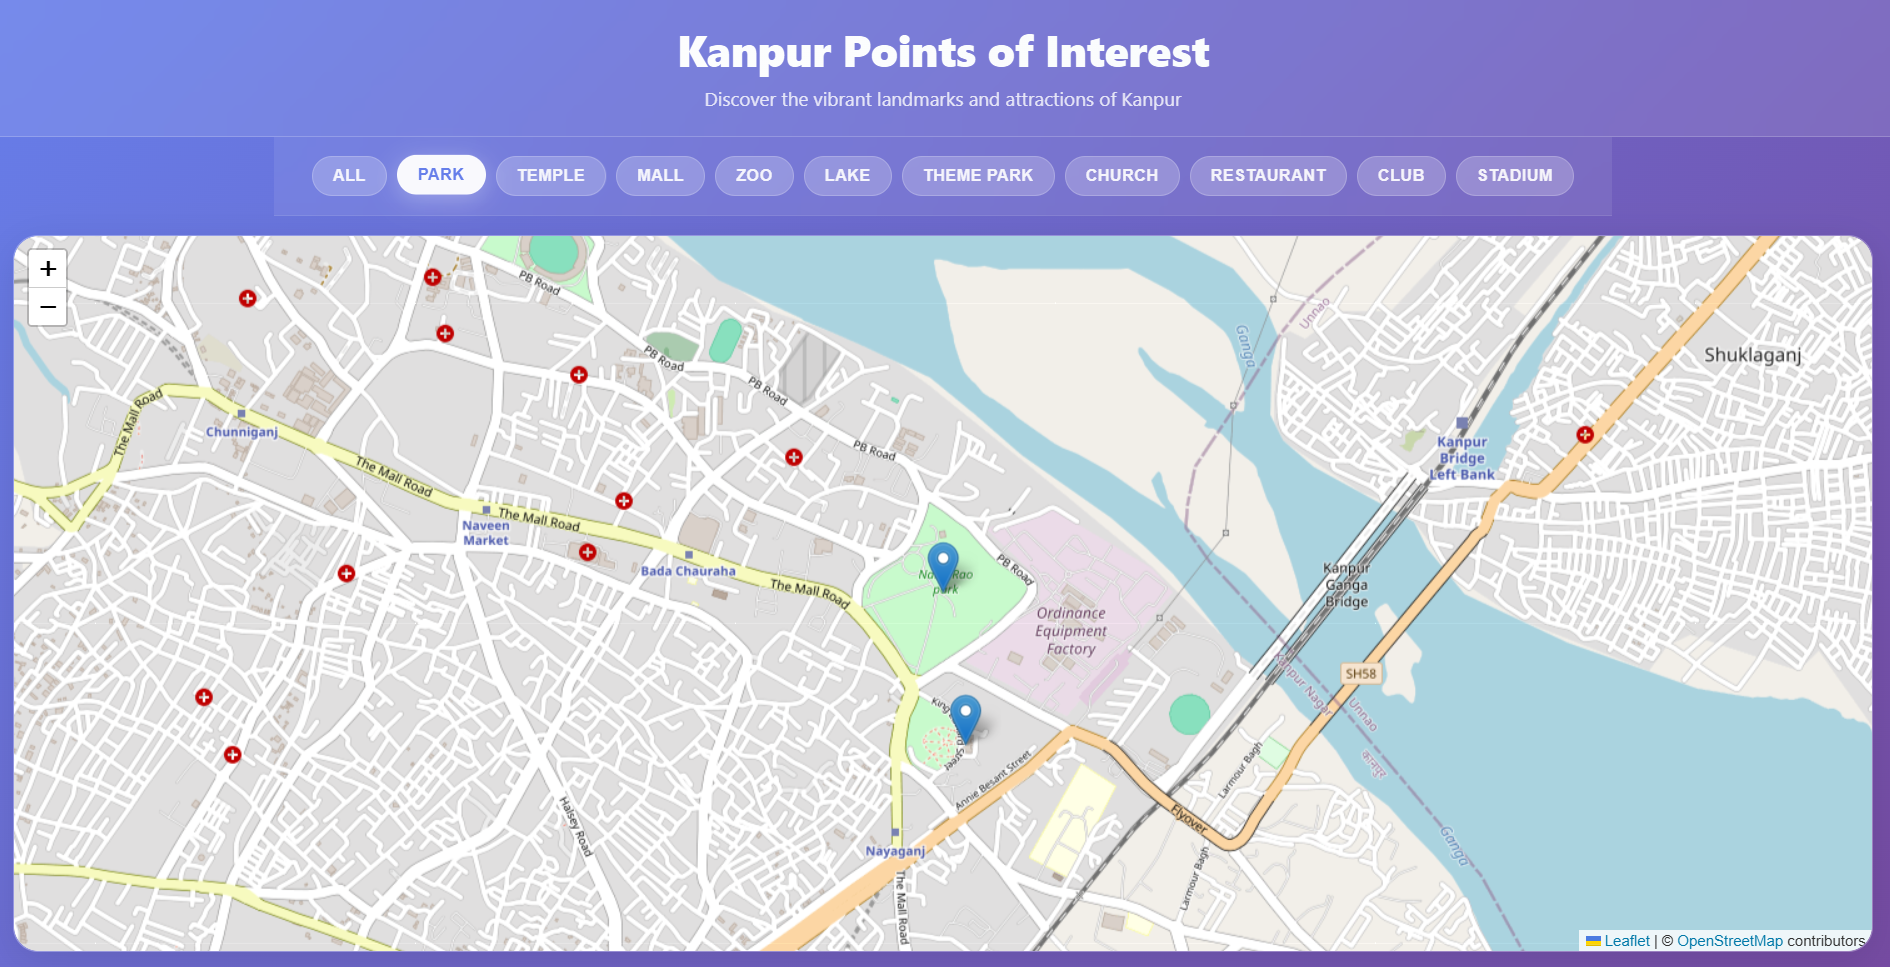 Kanpur Points of Interest
Discover the vibrant landmarks and attractions of Kanpur
ALL
PARK
TEMPLE
MALL
ZOO
LAKE
THEME PARK
CHURCH
RESTAURANT
CLUB
STADIUM
+
−
PB Road
Ganga
Unnao
PB Road
Shuklaganj
PB Road
The Mall Road
Chunniganj
Kanpur
Bridge
Left Bank
PB Road
The Mall Road
Naveen
Market
The Mall Road
Bada Chauraha
The Mall Road
park
PB Road
Kanpur
Ganga
Bridge
Ordinance
Equipment
Factory
SH58
Kanpur Nagar
Unnao
कानपुर
Annie Besant Street
Larmour Bagh
Halsey Road
Flyover
Ganga
Nayaganj
The Mall Road
Larmour Bagh
Leaflet | © OpenStreetMap contributors